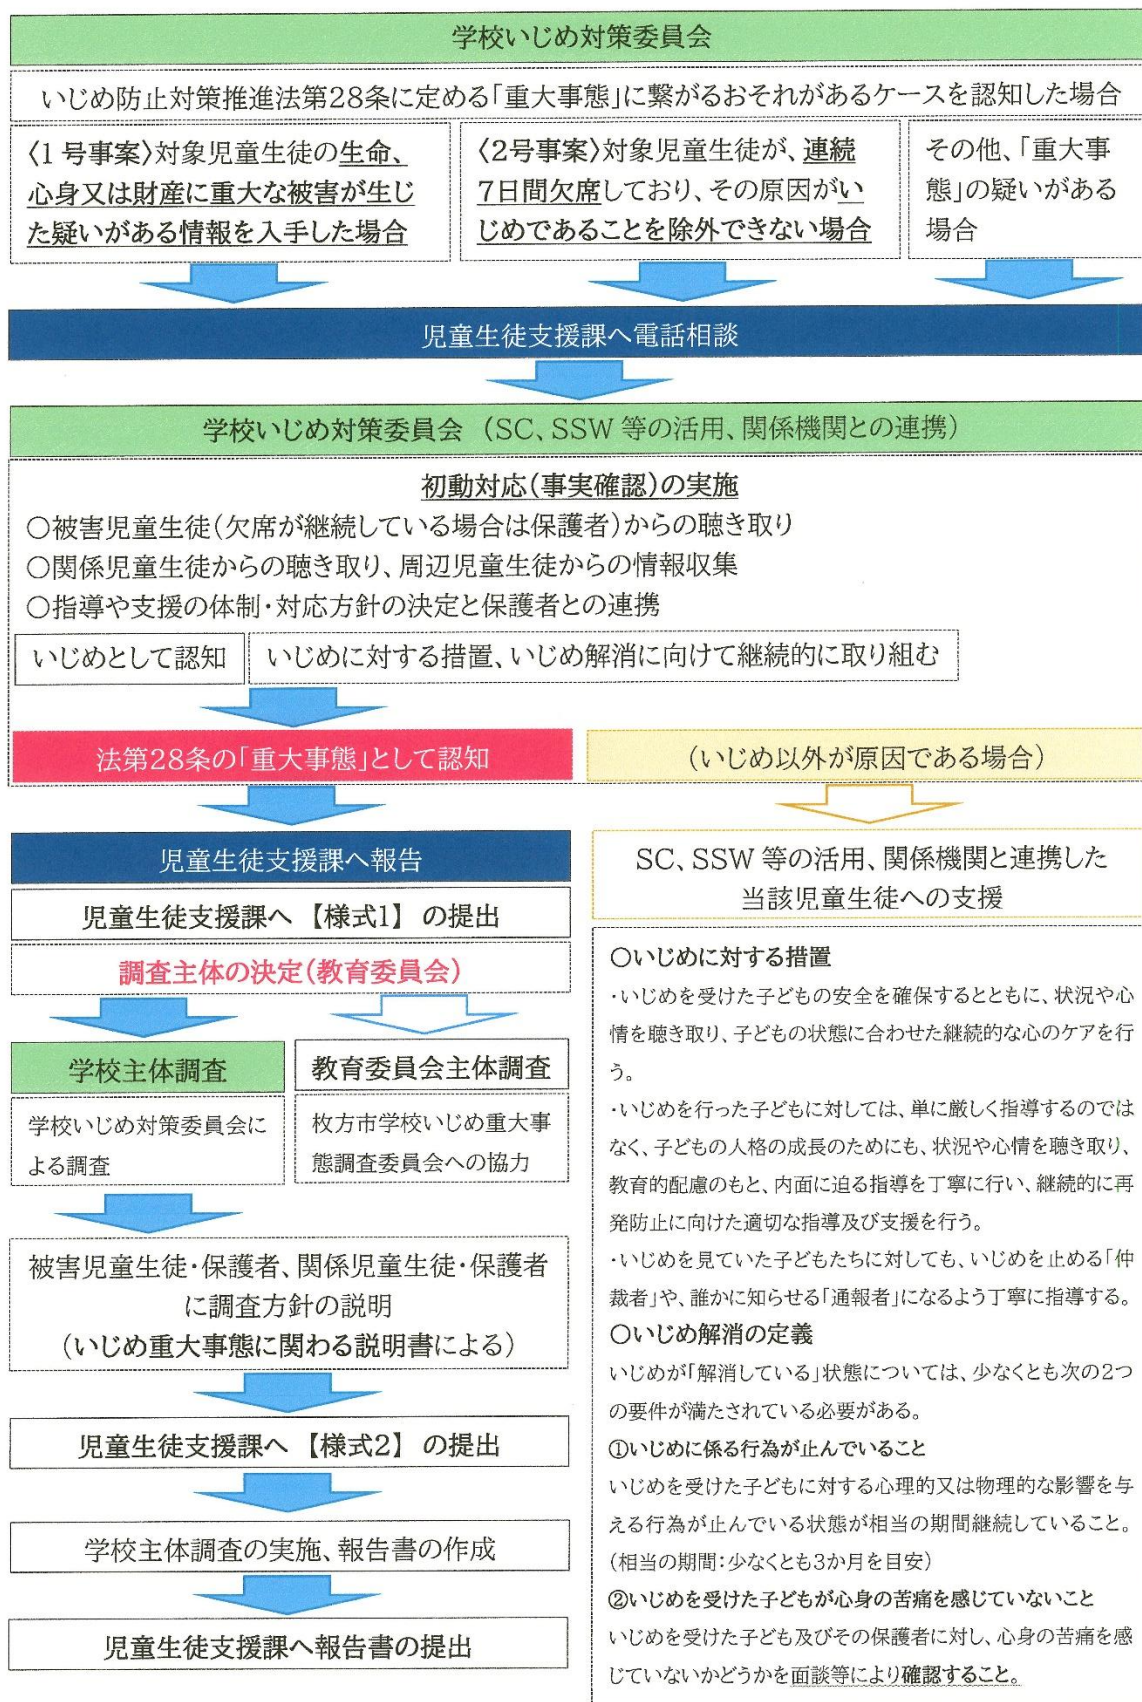 学校いじめ対策委員会
いじめ防止対策推進法第28条に定める「重大事態」に繋がるおそれがあるケースを認知した場合
〈1号事案〉対象児童生徒の生命、
心身又は財産に重大な被害が生じ
た疑いがある情報を入手した場合
〈2号事案〉対象児童生徒が、連続
7日間欠席しており、その原因がい
じめであることを除外できない場合
その他、「重大事
態」の疑いがある
場合
児童生徒支援課へ電話相談
学校いじめ対策委員会 (SC、SSW 等の活用、関係機関との連携)
初動対応(事実確認)の実施
○被害児童生徒(欠席が継続している場合は保護者)からの聴き取り
○関係児童生徒からの聴き取り、周辺児童生徒からの情報収集
○指導や支援の体制・対応方針の決定と保護者との連携
いじめとして認知
いじめに対する措置、いじめ解消に向けて継続的に取り組む
法第28条の「重大事態」として認知
(いじめ以外が原因である場合)
児童生徒支援課へ報告
児童生徒支援課へ 【様式1】 の提出
調査主体の決定(教育委員会)
学校主体調査
学校いじめ対策委員会に
よる調査
教育委員会主体調査
枚方市学校いじめ重大事
態調査委員会への協力
被害児童生徒・保護者、関係児童生徒・保護者
に調査方針の説明
(いじめ重大事態に関わる説明書による)
児童生徒支援課へ 【様式2】 の提出
学校主体調査の実施、報告書の作成
児童生徒支援課へ報告書の提出
SC、SSW 等の活用、関係機関と連携した
当該児童生徒への支援
○いじめに対する措置
・いじめを受けた子どもの安全を確保するとともに、状況や心
情を聴き取り、子どもの状態に合わせた継続的な心のケアを行
う。
・いじめを行った子どもに対しては、単に厳しく指導するのでは
なく、子どもの人格の成長のためにも、状況や心情を聴き取り、
教育的配慮のもと、内面に迫る指導を丁寧に行い、継続的に再
発防止に向けた適切な指導及び支援を行う。
・いじめを見ていた子どもたちに対しても、いじめを止める「仲
裁者」や、誰かに知らせる「通報者」になるよう丁寧に指導する。
○いじめ解消の定義
いじめが「解消している」状態については、少なくとも次の2つ
の要件が満たされている必要がある。
①いじめに係る行為が止んでいること
いじめを受けた子どもに対する心理的又は物理的な影響を与
える行為が止んでいる状態が相当の期間継続していること。
(相当の期間:少なくとも3か月を目安)
②いじめを受けた子どもが心身の苦痛を感じていないこと
いじめを受けた子ども及びその保護者に対し、心身の苦痛を感
じていないかどうかを面談等により確認すること。